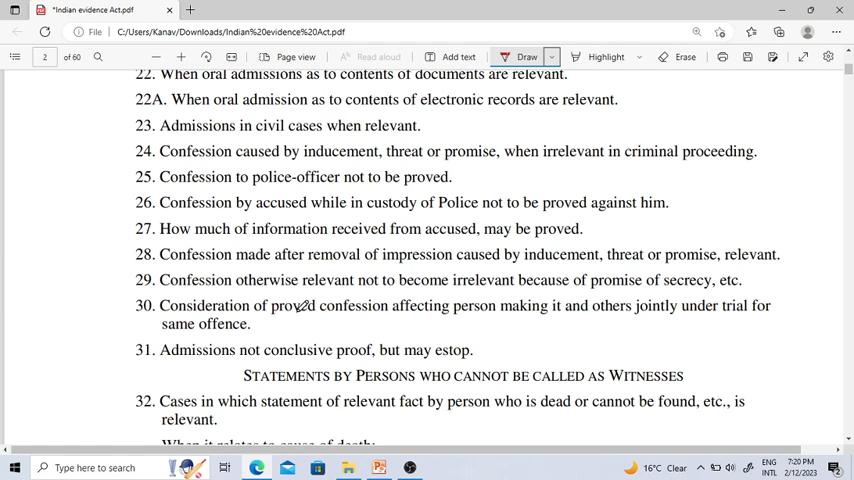 *Indian evidence Act.pdf
File
C:/Users/Kanav/Downloads/Indian%20evidence%20Act.pdf
2 of 60
Page view
Read aloud
Add text
Draw
Highlight
Erase
22. When oral admissions as to contents of documents are relevant.
22A. When oral admission as to contents of electronic records are relevant.
23. Admissions in civil cases when relevant.
24. Confession caused by inducement, threat or promise, when irrelevant in criminal proceeding.
25. Confession to police-officer not to be proved.
26. Confession by accused while in custody of Police not to be proved against him.
27. How much of information received from accused, may be proved.
28. Confession made after removal of impression caused by inducement, threat or promise, relevant.
29. Confession otherwise relevant not to become irrelevant because of promise of secrecy, etc.
30. Consideration of proved confession affecting person making it and others jointly under trial for
same offence.
31. Admissions not conclusive proof, but may estop.
STATEMENTS BY PERSONS WHO CANNOT BE CALLED AS WITNESSES
32. Cases in which statement of relevant fact by person who is dead or cannot be found, etc., is
relevant.
When it relates to cause of death;
Type here to search
16°C Clear
ENG
INTL
7:20 PM
2/12/2023
2